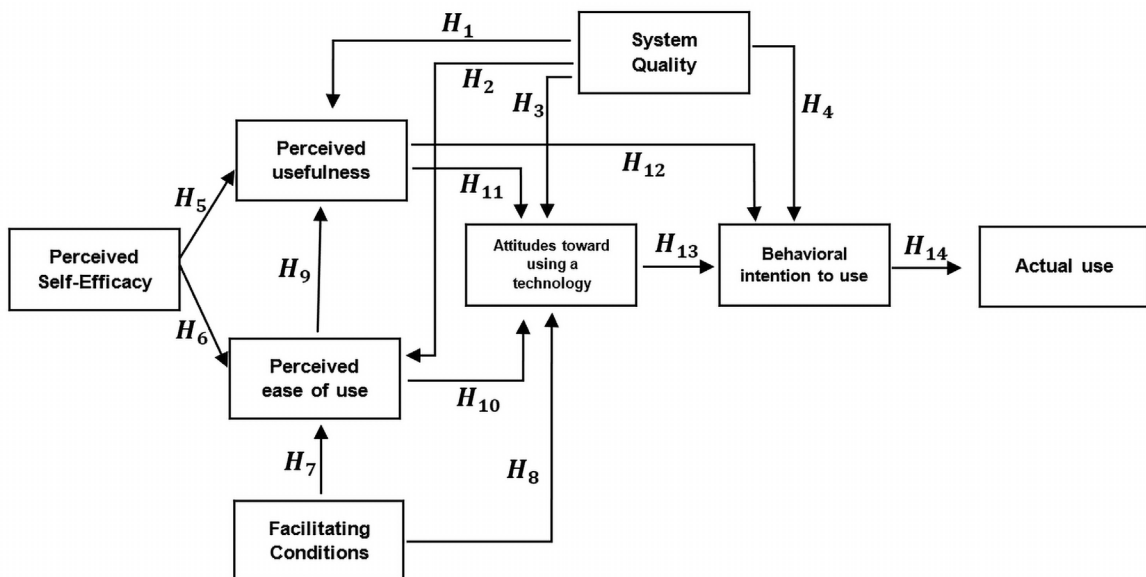 H1
System
Quality
H2
H3
H4
Perceived
usefulness
H12
H11
H5
Perceived
Self-Efficacy
H9
Attitudes toward
using a
technology
H13
Behavioral
intention to use
H14
Actual use
H6
Perceived
ease of use
H10
H7
H8
Facilitating
Conditions